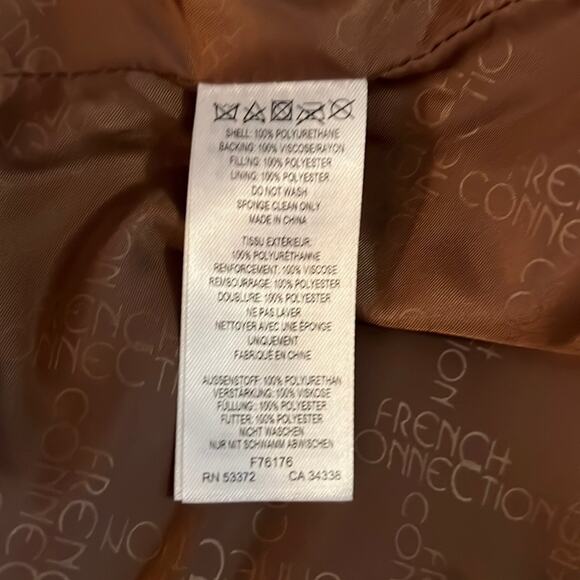 SHELL: 100% POLYURETHANE
BACKING: 100% VISCOSE/RAYON
FILLING: 100% POLYESTER
LINING: 100% POLYESTER
DO NOT WASH
SPONGE CLEAN ONLY
MADE IN CHINA
TISSU EXTÉRIEUR:
100% POLYURÉTHANNE
RENFORCEMENT: 100% VISCOSE
REMBOURRAGE: 100% POLYESTER
DOUBLURE: 100% POLYESTER
NE PAS LAVER
NETTOYER AVEC UNE ÉPONGE
UNIQUEMENT
FABRIQUÉ EN CHINE
AUSSENSTOFF: 100% POLYURETHAN
VERSTÄRKUNG: 100% VISKOSE
FÜLLUNG: 100% POLYESTER
FUTTER: 100% POLYESTER
NICHT WASCHEN
NUR MIT SCHWAMM ABWISCHEN
F76176
RN 53372 CA 34338
FRENCH
CONNECTION